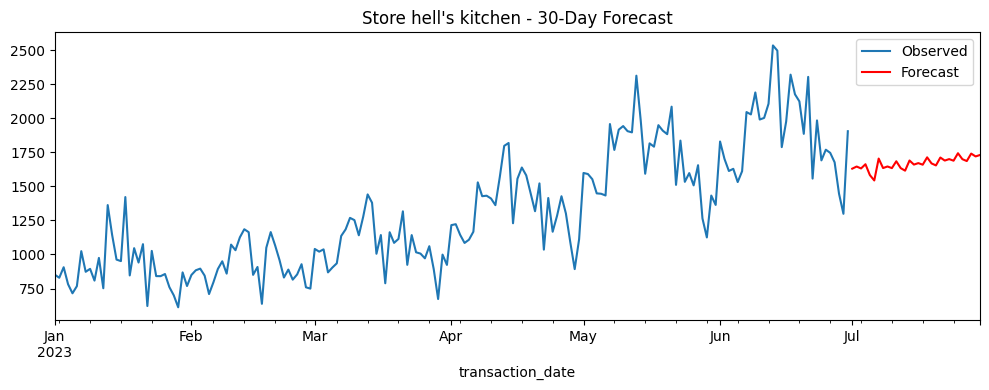 Store hell's kitchen - 30-Day Forecast
Observed
Forecast
2500
2250
2000
1750
1500
1250
1000
750
Jan Feb Mar Apr May Jun Jul
2023
transaction_date